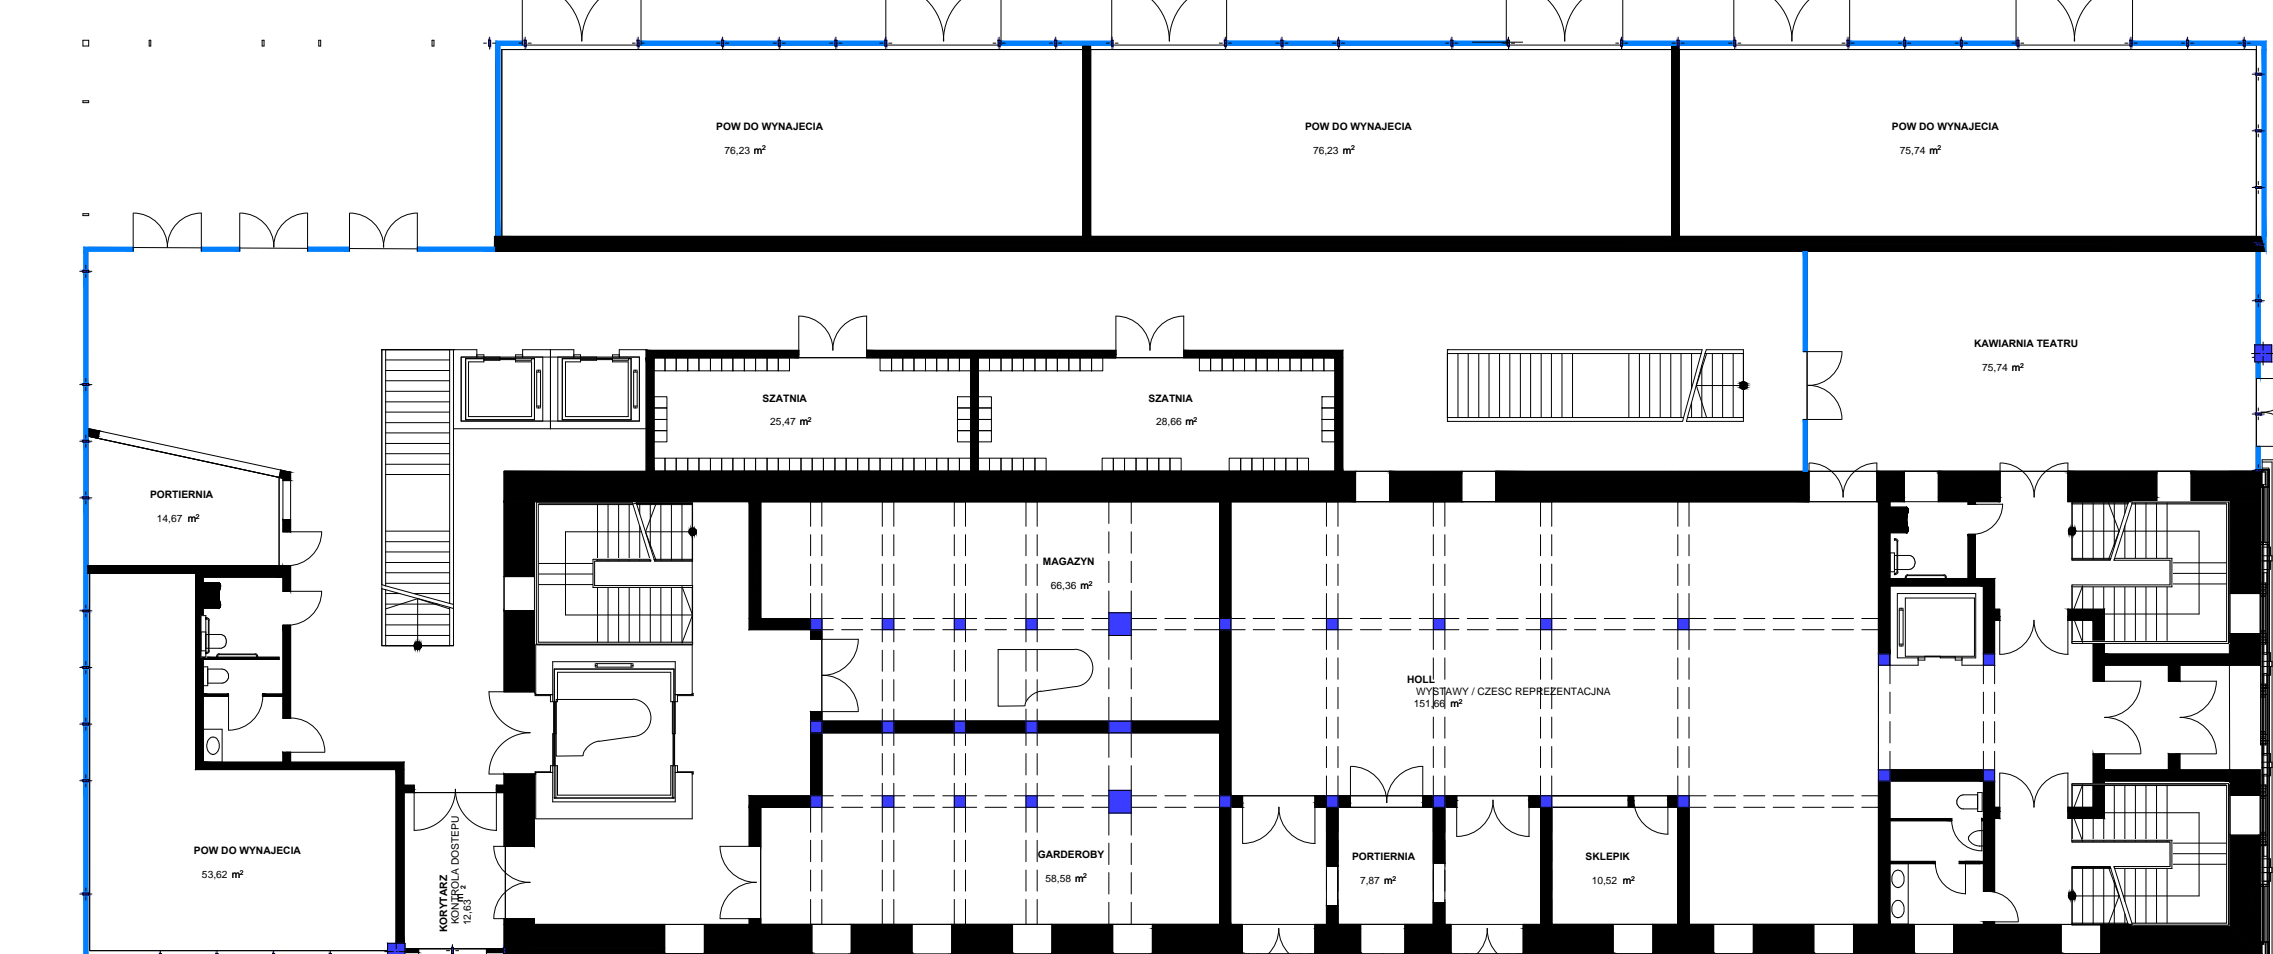 POW DO WYNAJECIA
76,23 m²
POW DO WYNAJECIA
76,23 m²
POW DO WYNAJECIA
75,74 m²
KAWIARNIA TEATRU
75,74 m²
SZATNIA
25,47 m²
SZATNIA
28,66 m²
PORTIERNIA
14,67 m²
MAGAZYN
66,36 m²
HOLL
WYSTAWY / CZESC REPREZENTACJNA
151,66 m²
POW DO WYNAJECIA
53,62 m²
KORYTARZ
KONTROLA DOSTEPU
12,63 m²
GARDEROBY
58,58 m²
PORTIERNIA
7,87 m²
SKLEPIK
10,52 m²